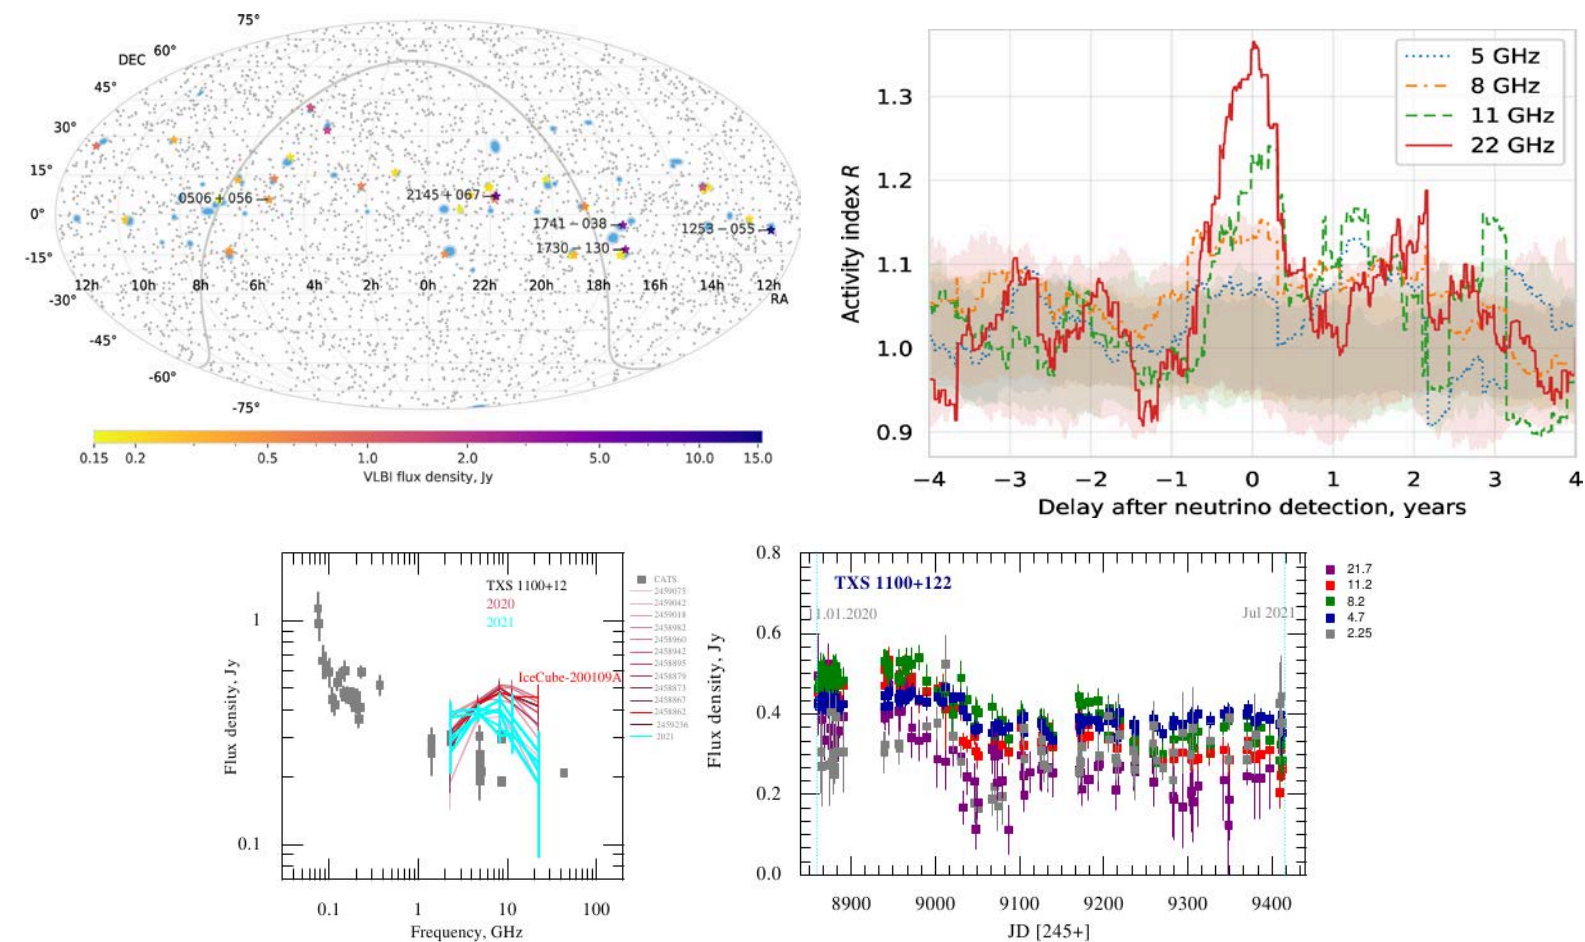 75°
60°
DEC
45°
30°
15°
0°
-15°
-30°
-45°
-60°
-75°
0506 + 056
2145 + 067
1741 − 038
1730 − 130
1253 − 055
12h 10h 8h 6h 4h 2h 0h 22h 20h 18h 16h 14h 12h
RA
0.15 0.2 0.5 1.0 2.0 5.0 10.0 15.0
VLBI flux density, Jy
Activity index R
1.3
1.2
1.1
1.0
0.9
5 GHz
8 GHz
11 GHz
22 GHz
−4 −3 −2 −1 0 1 2 3 4
Delay after neutrino detection, years
Flux density, Jy
1
0.1
TXS 1100+12
2020
2021
IceCube-200109A
CATS
2459075
2459042
2459018
2458982
2458960
2458942
2458895
2458879
2458873
2458867
2458862
2459236
2021
0.1 1 10 100
Frequency, GHz
Flux density, Jy
0.8
0.6
0.4
0.2
0.0
TXS 1100+122
1.01.2020
Jul 2021
21.7
11.2
8.2
4.7
2.25
8900 9000 9100 9200 9300 9400
JD [245+]